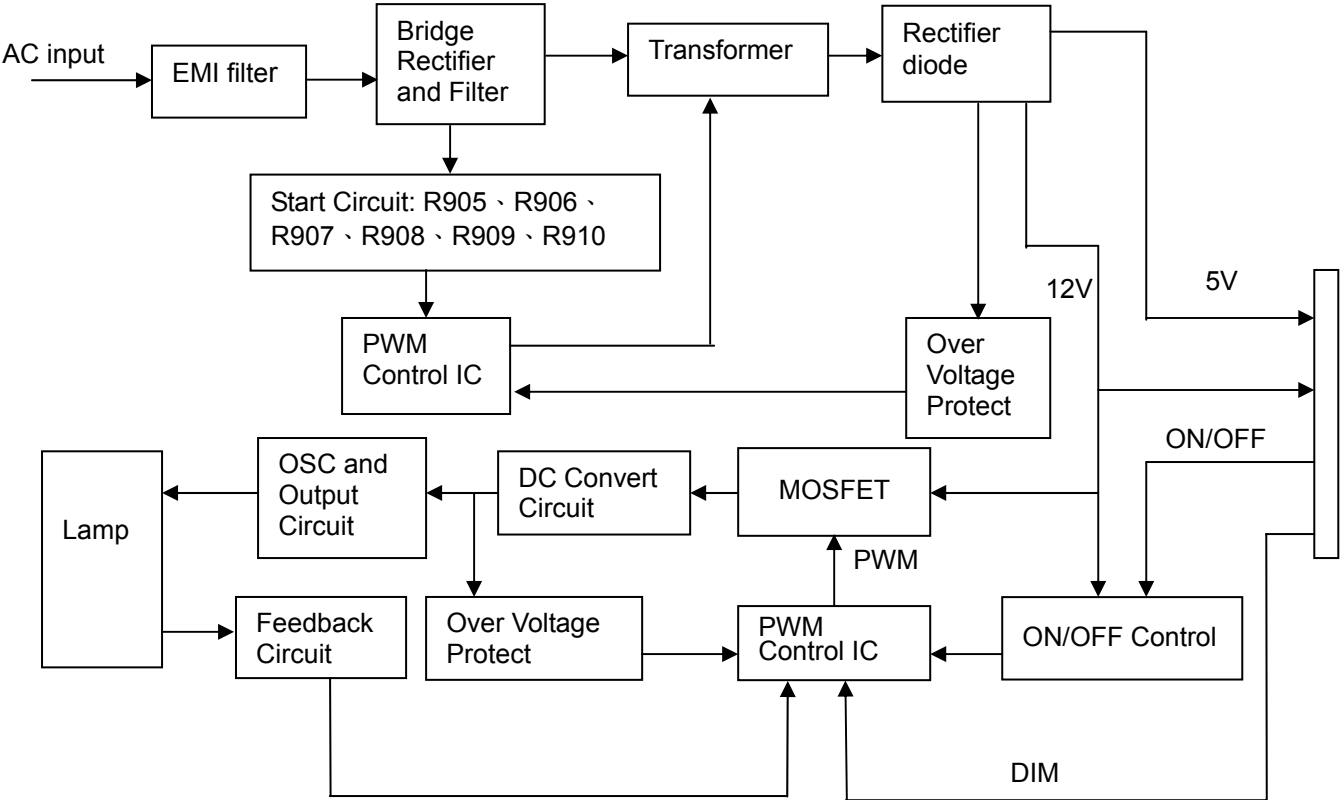 AC input
EMI filter
Bridge
Rectifier
and Filter
Transformer
Rectifier
diode
Start Circuit: R905、R906、
R907、R908、R909、R910
12V
5V
PWM
Control IC
Over
Voltage
Protect
ON/OFF
Lamp
OSC and
Output
Circuit
DC Convert
Circuit
MOSFET
PWM
Feedback
Circuit
Over Voltage
Protect
PWM
Control IC
ON/OFF Control
DIM